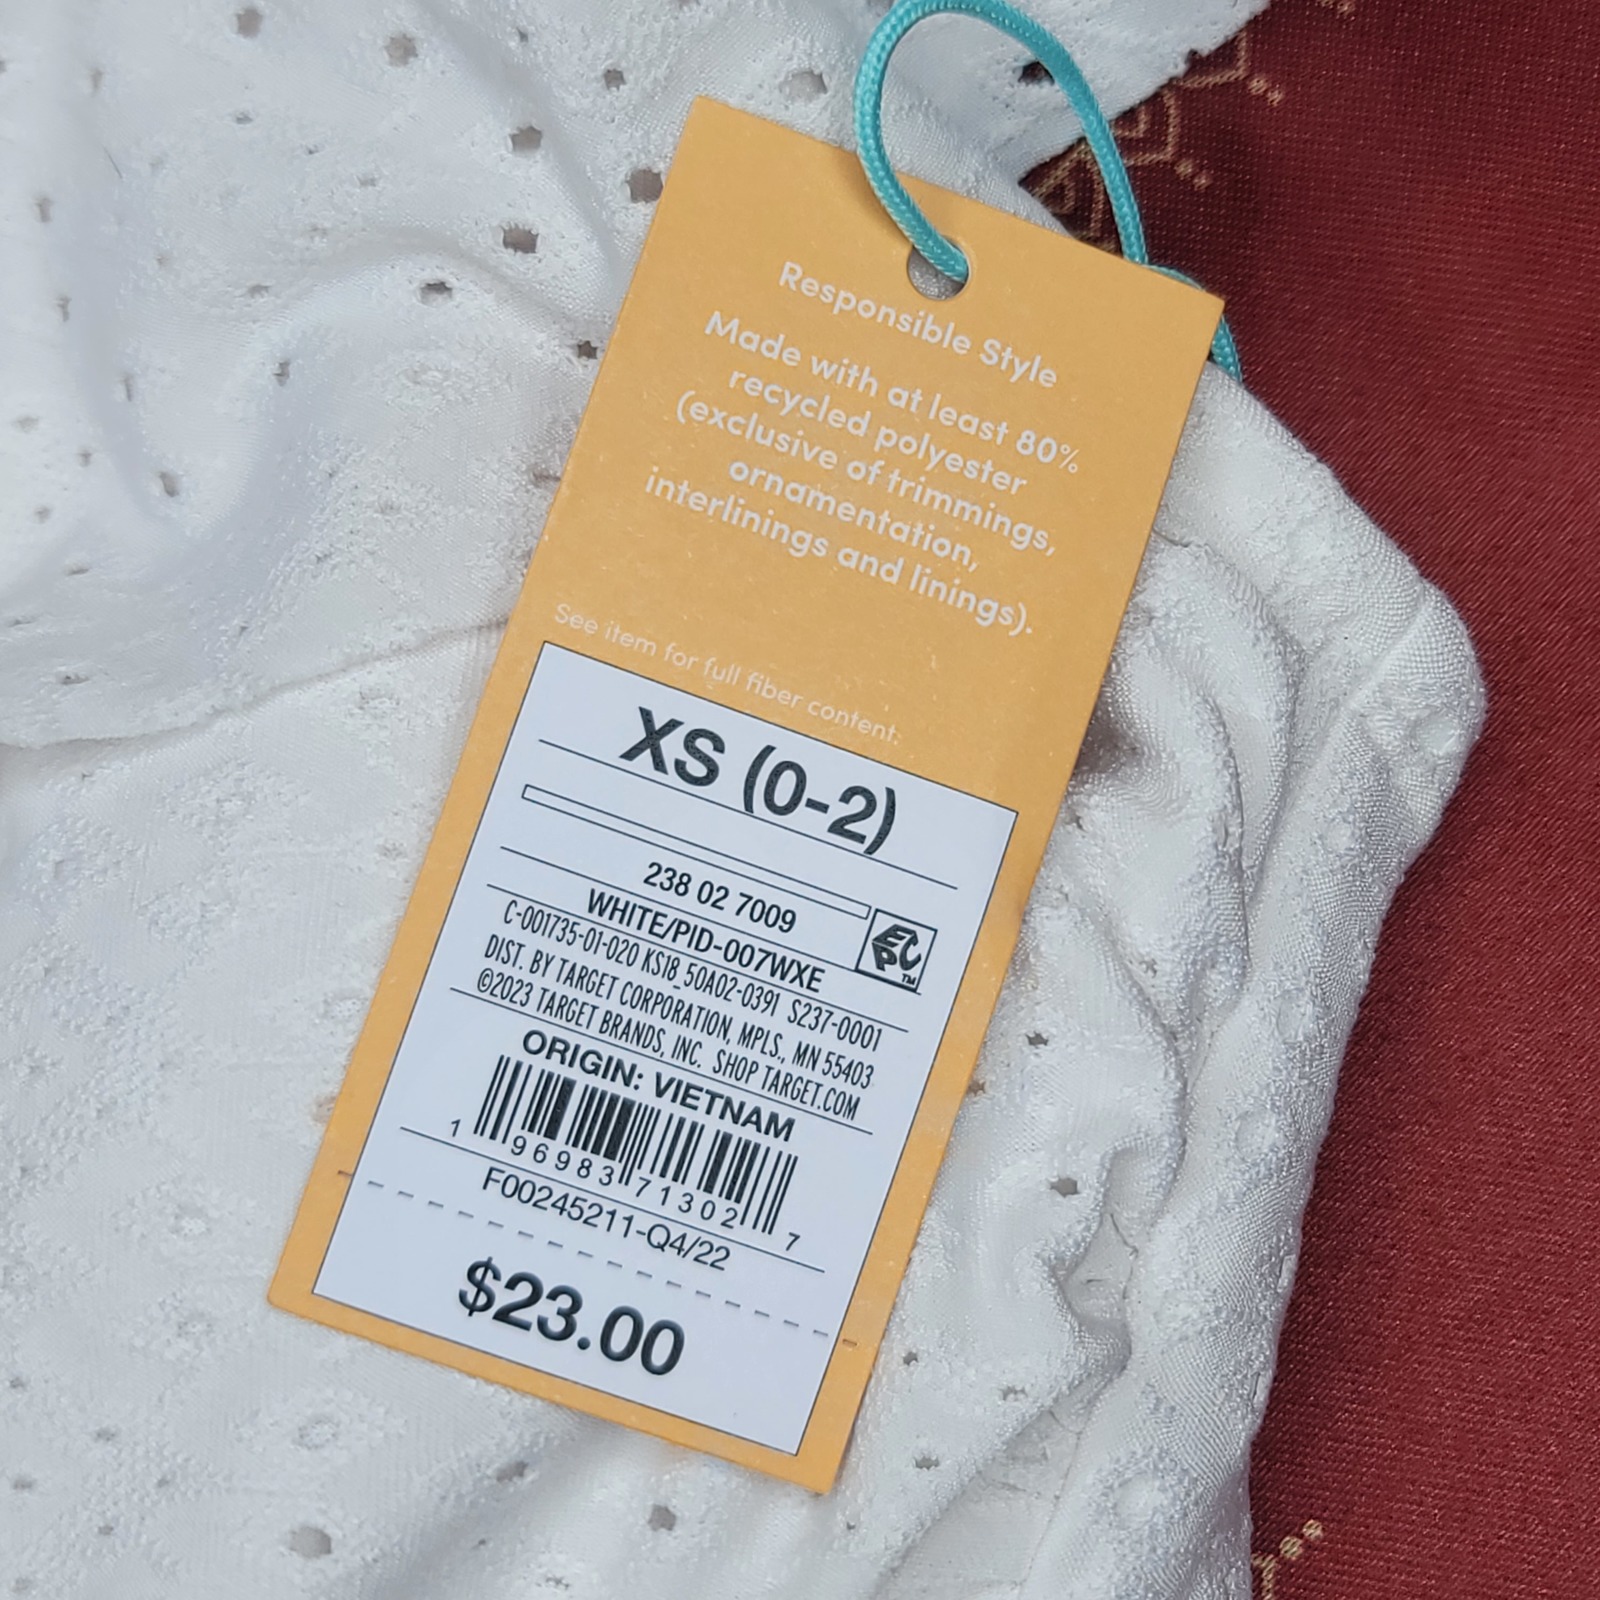 Responsible Style
Made with at least 80%
recycled polyester
(exclusive of trimmings,
ornamentation,
interlinings and linings).
See item for full fiber content.
XS (0-2)
238 02 7009
WHITE/PID-007WXE
EPC™
C-001735-01-020 KS18_50A02-0391 S237-0001
DIST. BY TARGET CORPORATION, MPLS., MN 55403
©2023 TARGET BRANDS, INC. SHOP TARGET.COM
ORIGIN: VIETNAM
1 96983 71302 7
F00245211-Q4/22
$23.00